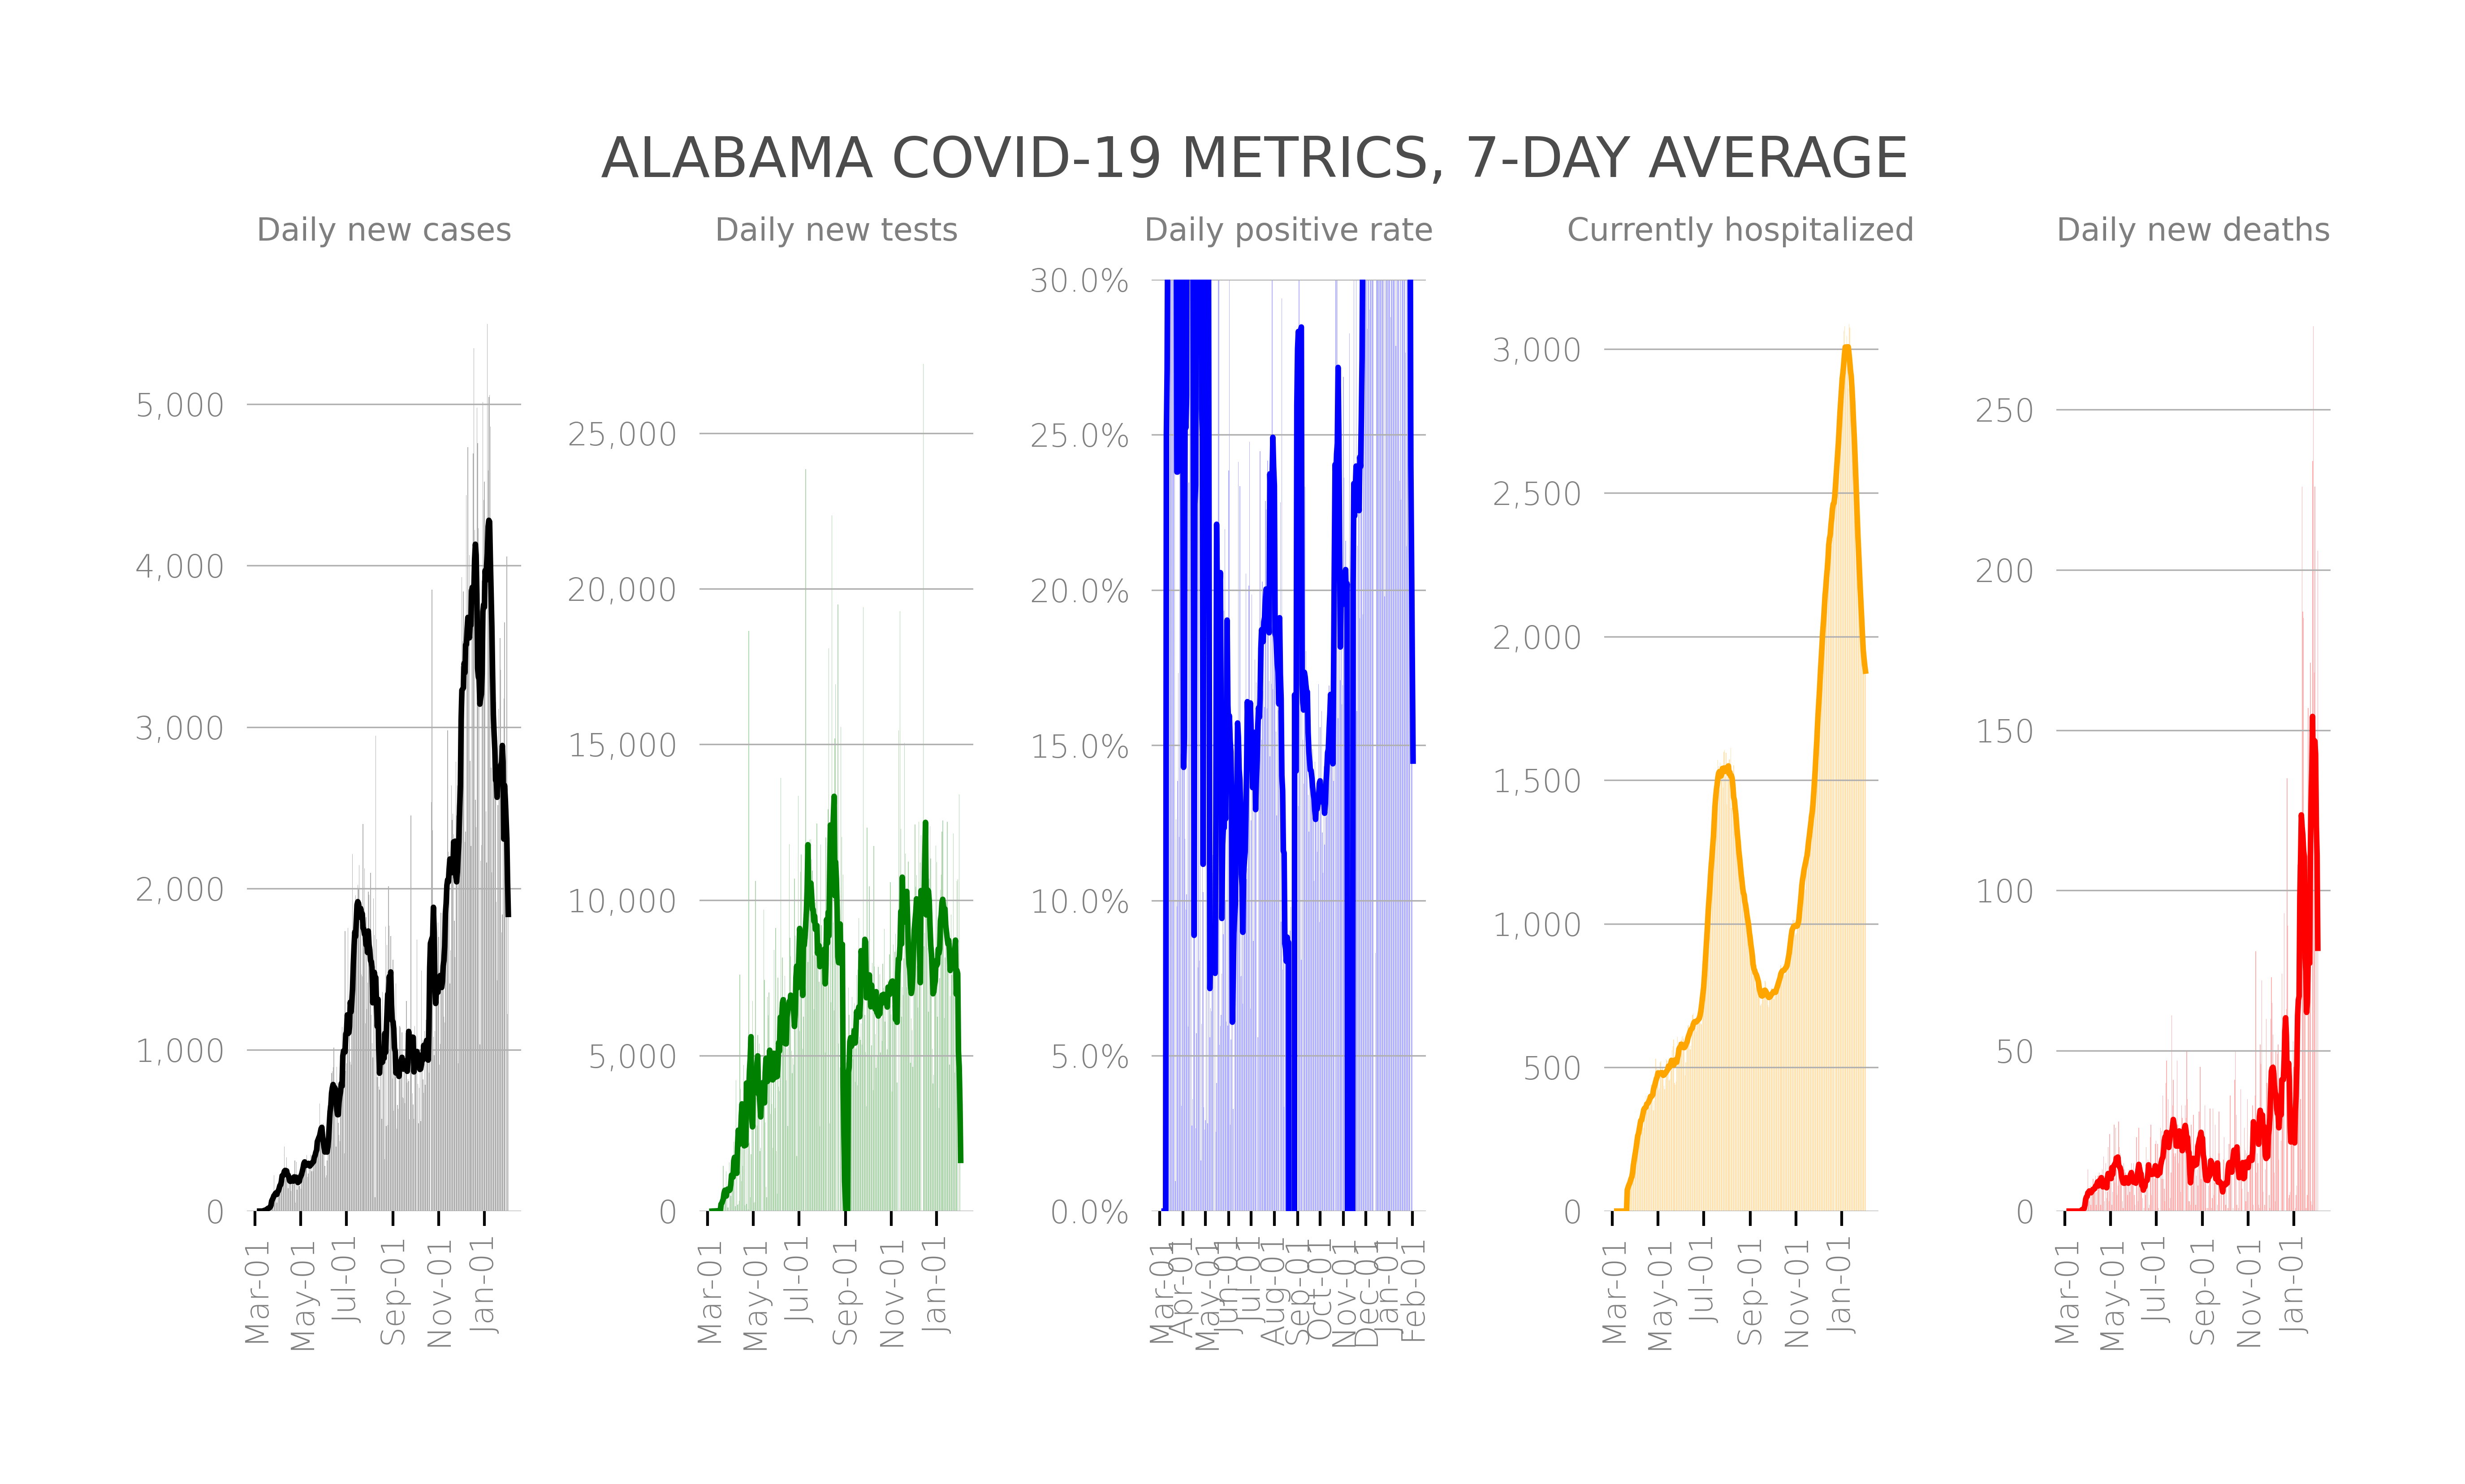 ALABAMA COVID-19 METRICS, 7-DAY AVERAGE
Daily new cases
5,000
4,000
3,000
2,000
1,000
0
Mar-01
May-01
Jul-01
Sep-01
Nov-01
Jan-01
Daily new tests
25,000
20,000
15,000
10,000
5,000
0
Mar-01
May-01
Jul-01
Sep-01
Nov-01
Jan-01
Daily positive rate
30.0%
25.0%
20.0%
15.0%
10.0%
5.0%
0.0%
Mar-01
Apr-01
May-01
Jun-01
Jul-01
Aug-01
Sep-01
Oct-01
Nov-01
Dec-01
Jan-01
Feb-01
Currently hospitalized
3,000
2,500
2,000
1,500
1,000
500
0
Mar-01
May-01
Jul-01
Sep-01
Nov-01
Jan-01
Daily new deaths
250
200
150
100
50
0
Mar-01
May-01
Jul-01
Sep-01
Nov-01
Jan-01